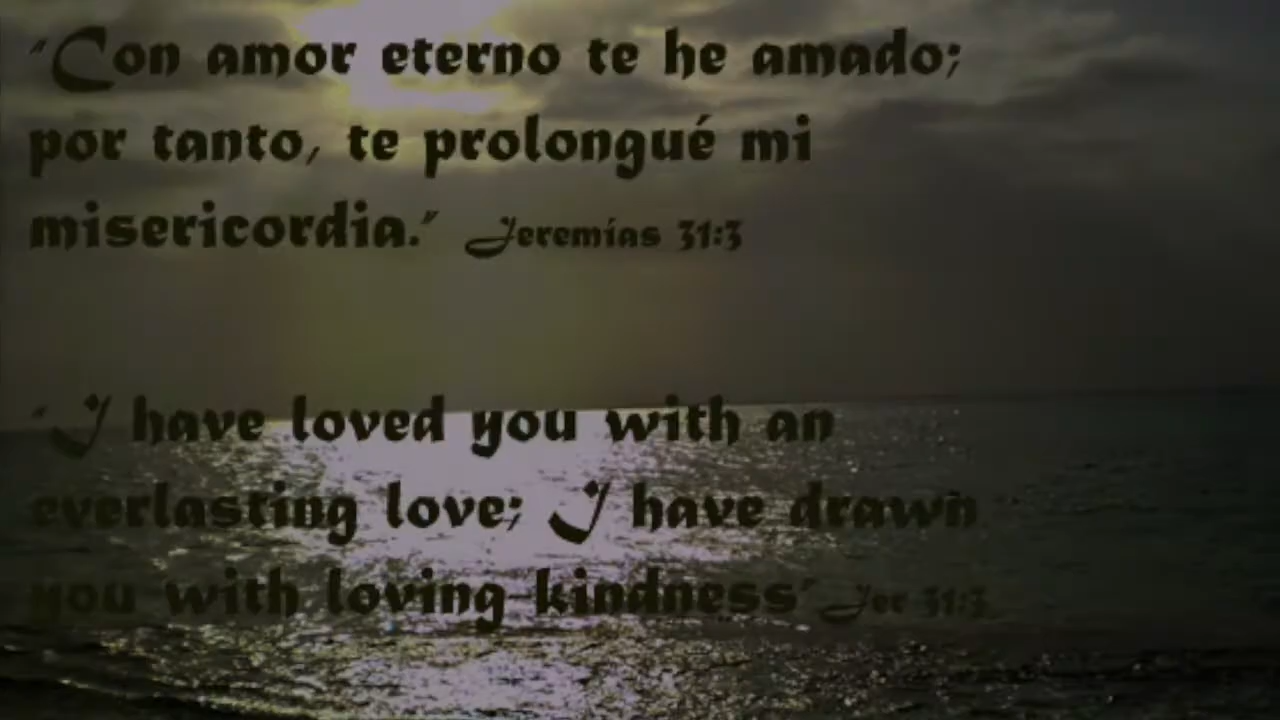 "Con amor eterno te he amado;
por tanto, te prolongué mi
misericordia." Jeremías 31:3
"I have loved you with an
everlasting love; I have drawn
you with loving kindness" Jer 31:3